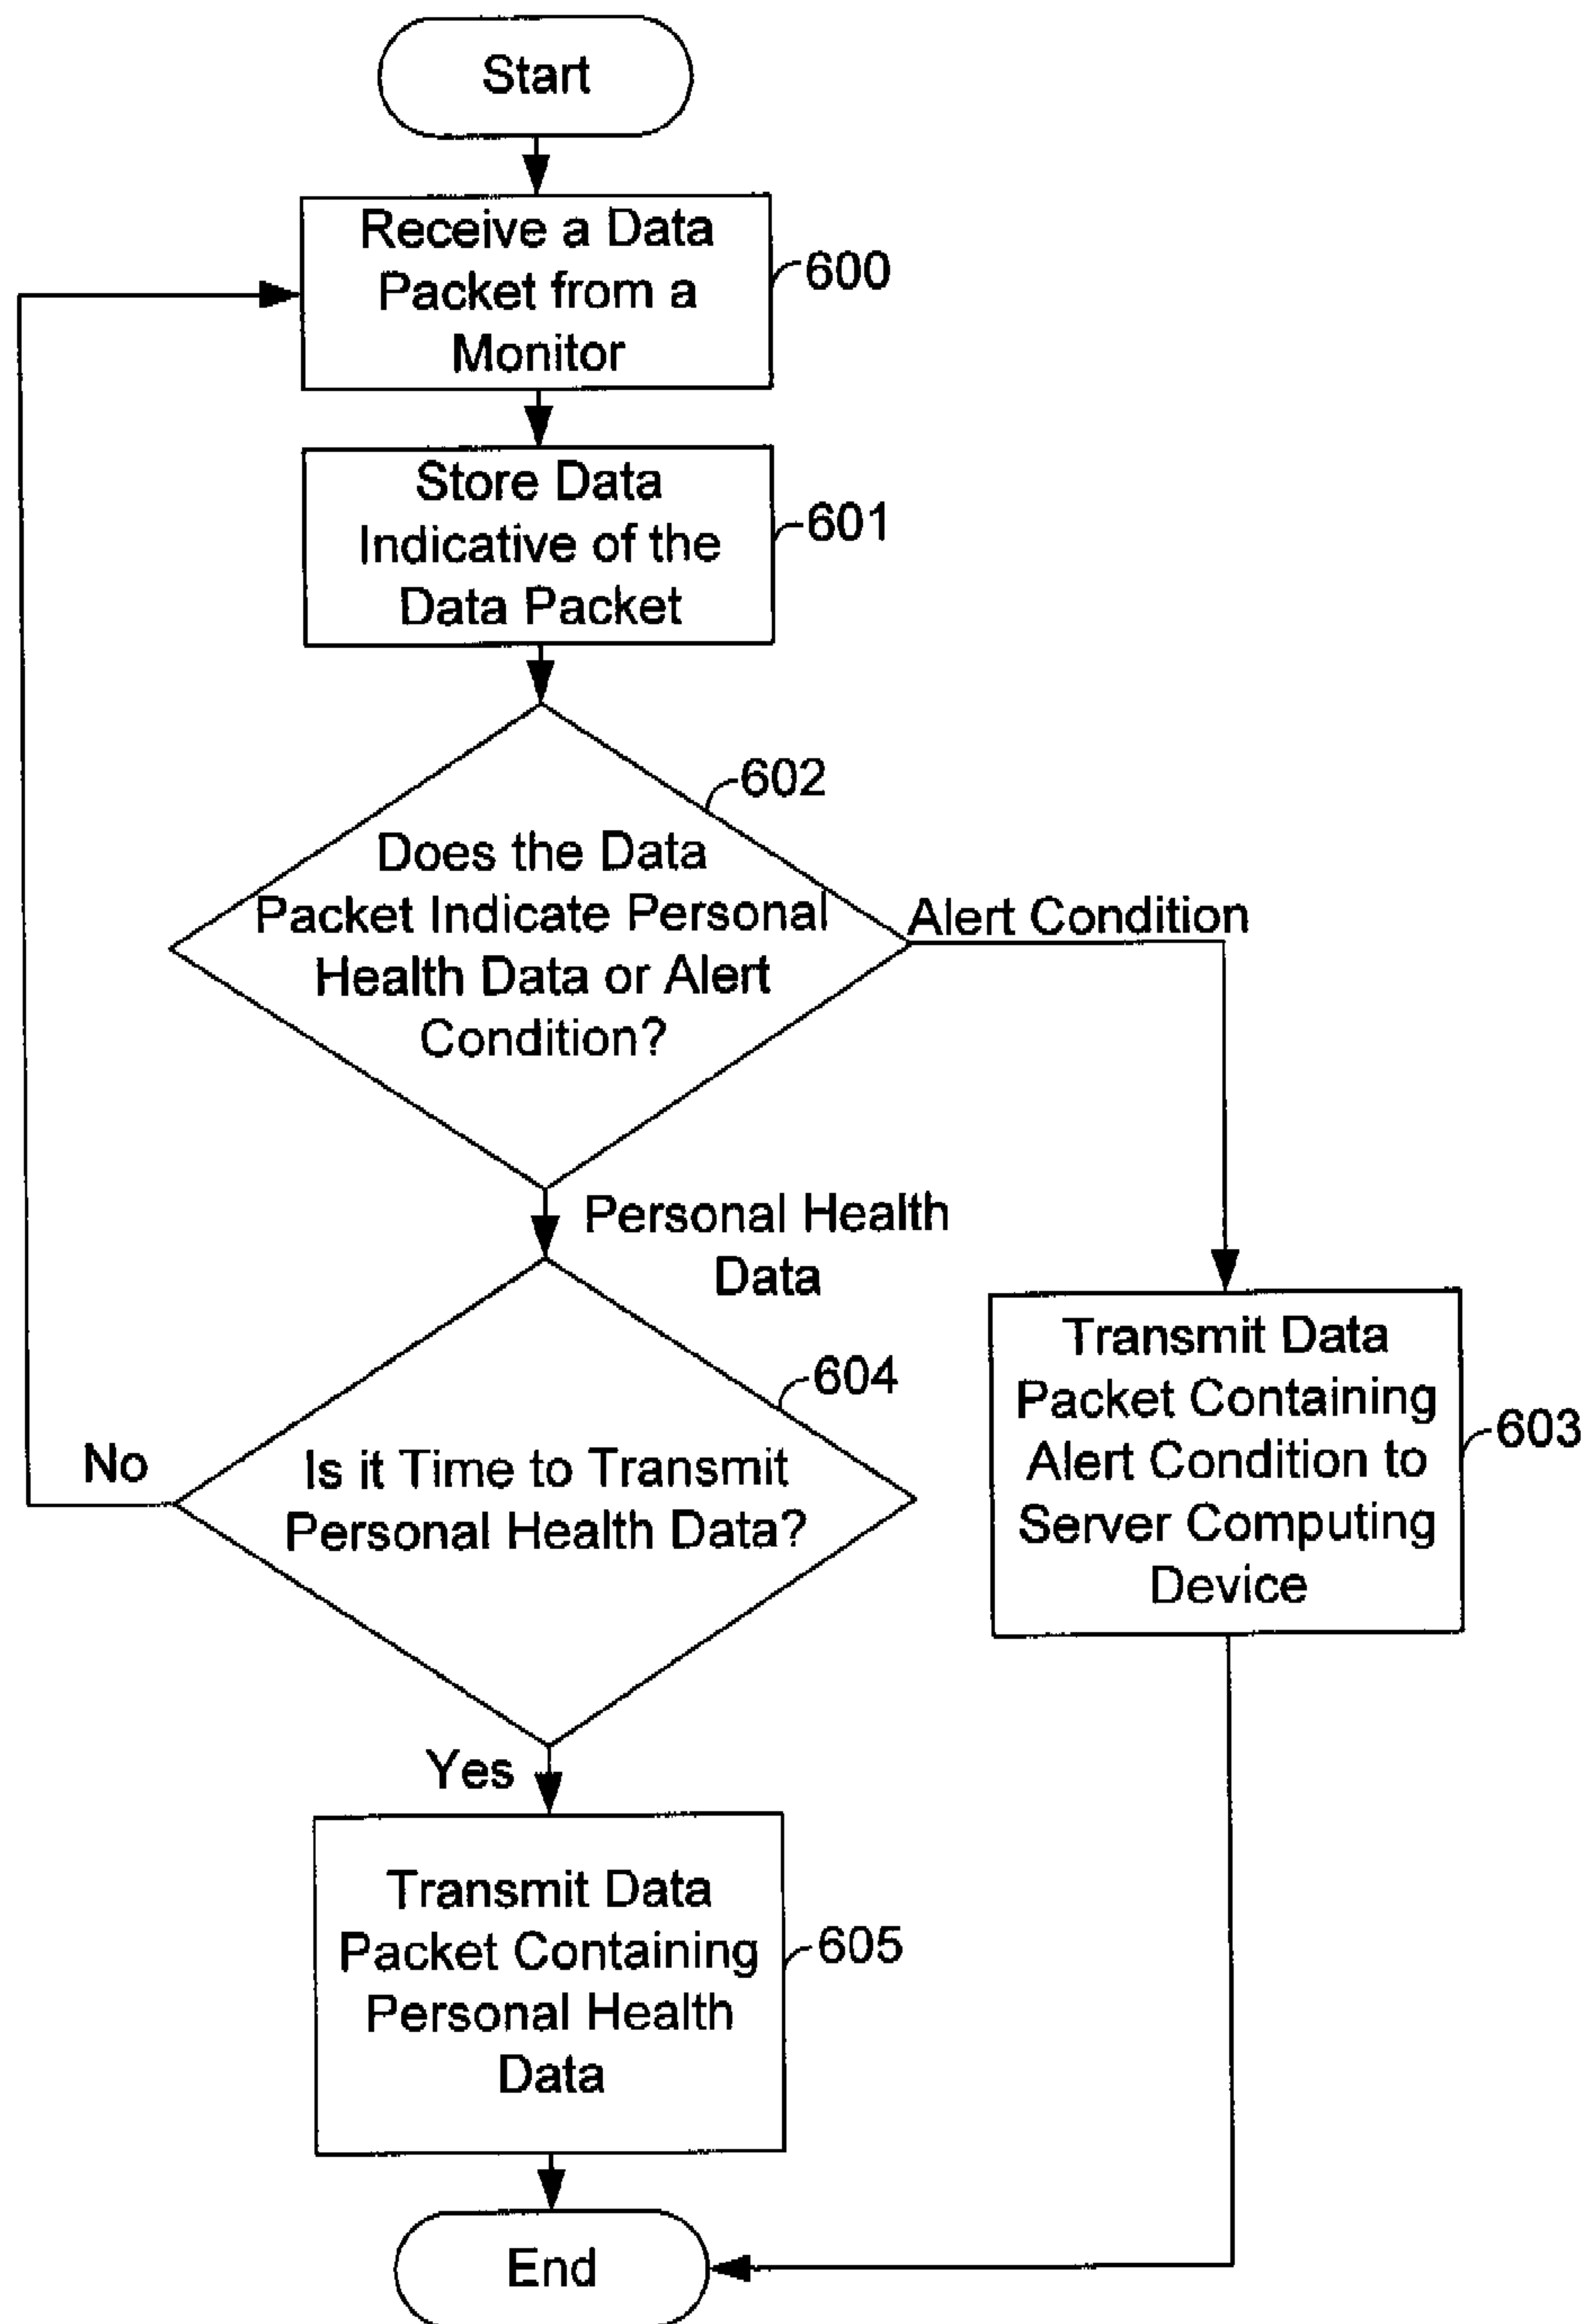 Start
Receive a Data
Packet from a
Monitor
600
Store Data
Indicative of the
Data Packet
601
602
Does the Data
Packet Indicate Personal
Health Data or Alert
Condition?
Alert Condition
Personal Health
Data
604
Is it Time to Transmit
Personal Health Data?
No
Transmit Data
Packet Containing
Alert Condition to
Server Computing
Device
603
Yes
Transmit Data
Packet Containing
Personal Health
Data
605
End